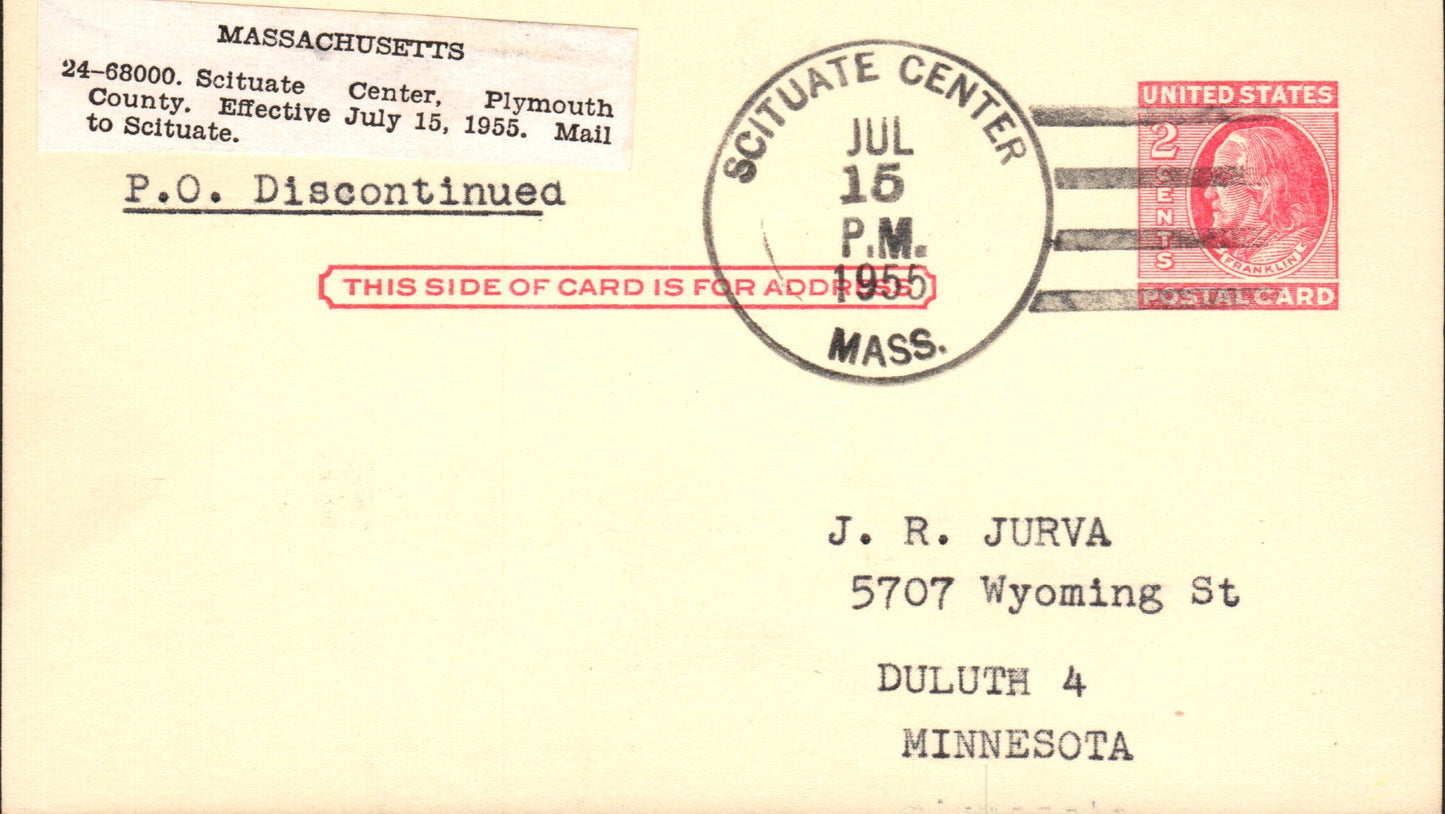 MASSACHUSETTS
24–68000. Scituate Center, Plymouth
County. Effective July 15, 1955. Mail
to Scituate.
P.O. Discontinued
SCITUATE CENTER
JUL
15
P.M.
1955
MASS.
UNITED STATES
2
CENTS
FRANKLIN
POSTAL CARD
THIS SIDE OF CARD IS FOR ADDRESS
J. R. JURVA
5707 Wyoming St
DULUTH 4
MINNESOTA